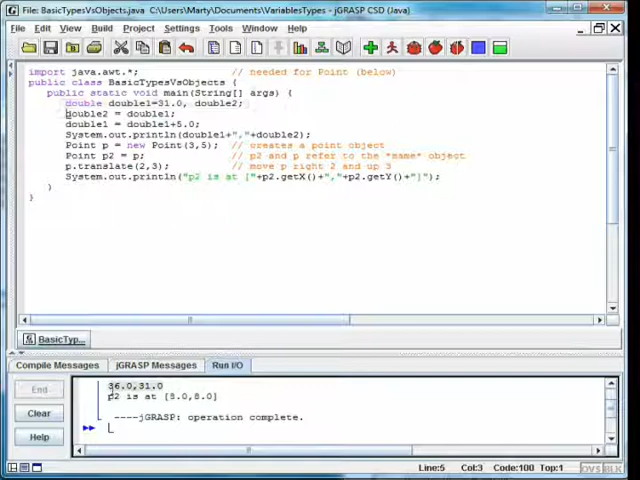 File: BasicTypesVsObjects.java C:\Users\Marty\Documents\VariablesTypes - jGRASP CSD (Java)
File Edit View Build Project Settings Tools Window Help
import java.awt.*; // needed for Point (below)
public class BasicTypesVsObjects {
public static void main(String[] args) {
double double1=31.0, double2;
double2 = double1;
double1 = double1+5.0;
System.out.println(double1+","+double2);
Point p = new Point(3,5); // creates a point object
Point p2 = p; // p2 and p refer to the "mame" object
p.translate(2,3); // move p right 2 and up 3
System.out.println("p2 is at ["+p2.getX()+","+p2.getY()+"]");
}
}
BasicTyp...
Compile Messages jGRASP Messages Run I/O
End
Clear
Help
36.0,31.0
p2 is at [5.0,8.0]
----jGRASP: operation complete.
Line:5 Col:3 Code:100 Top:1 OVS BLK